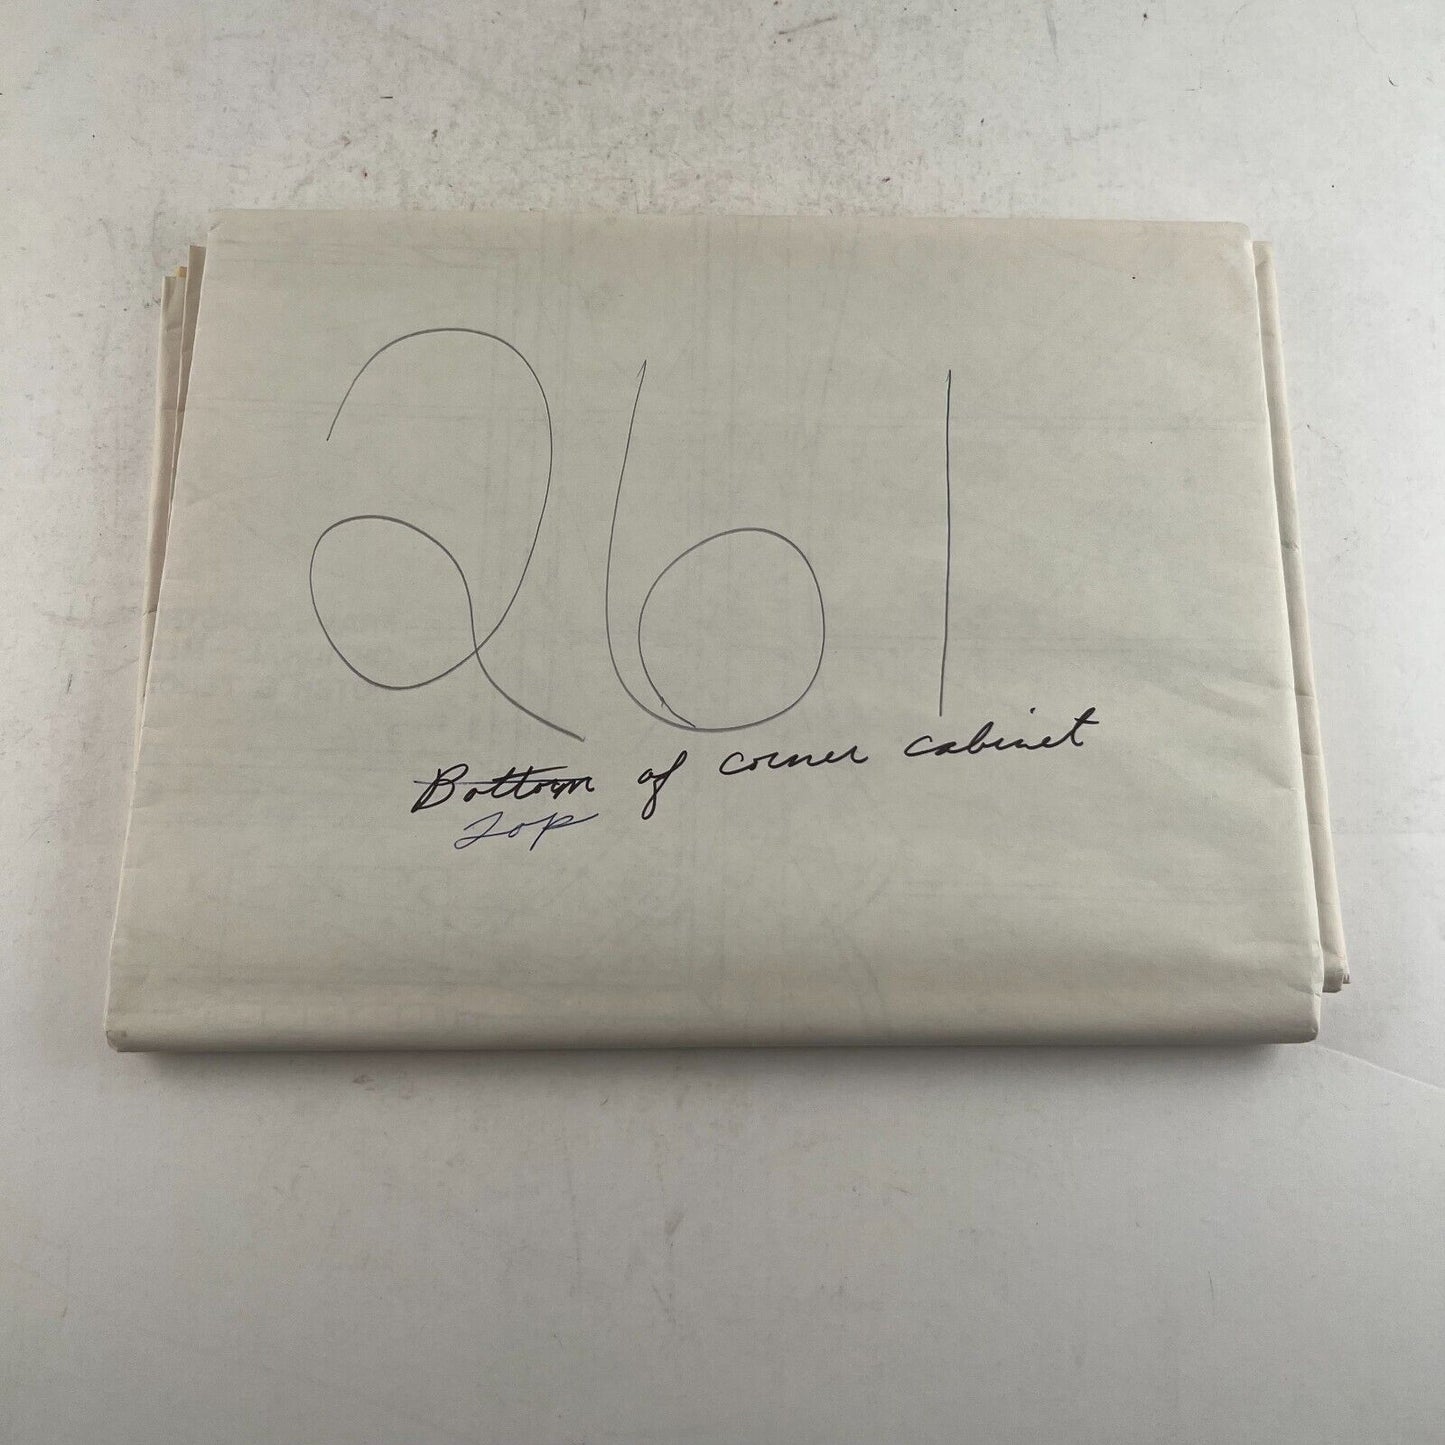 261
Bottom of corner cabinet
Top